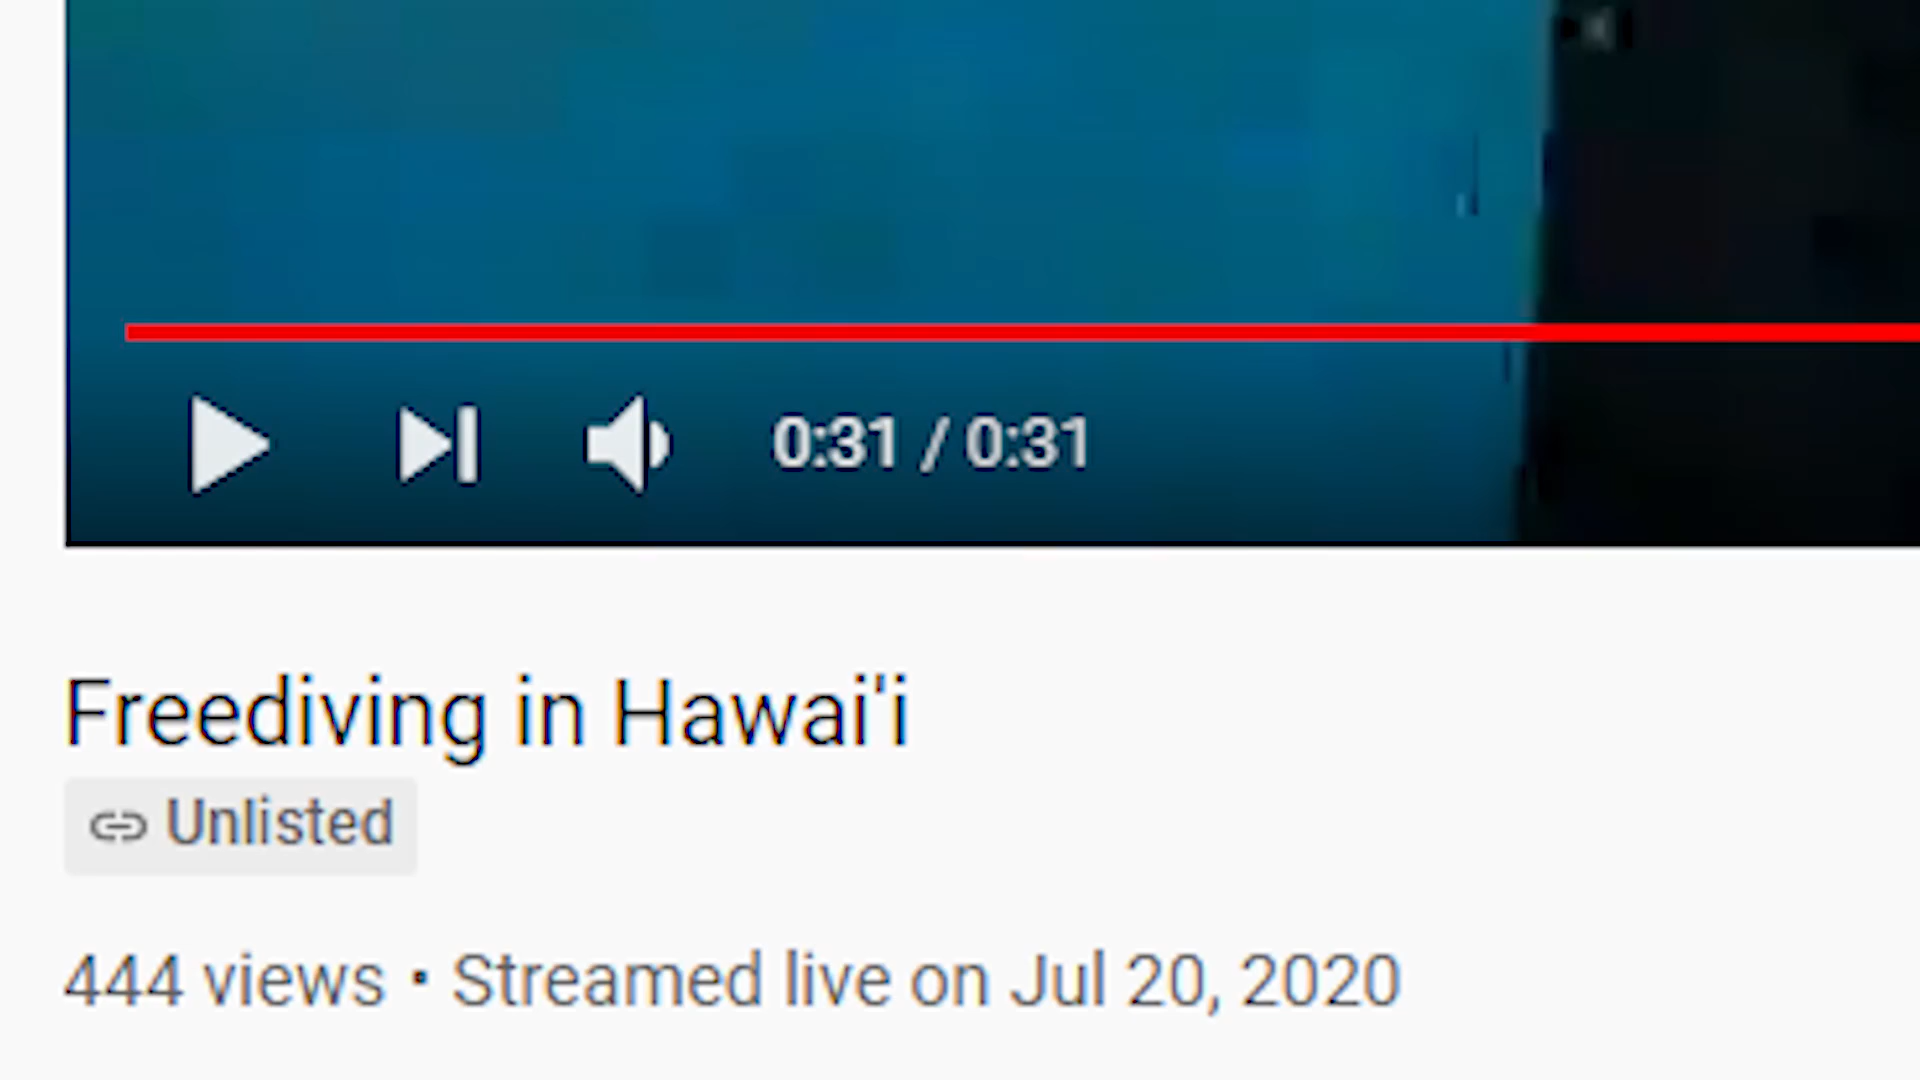 0:31 / 0:31
Freediving in Hawai'i
Unlisted
444 views • Streamed live on Jul 20, 2020